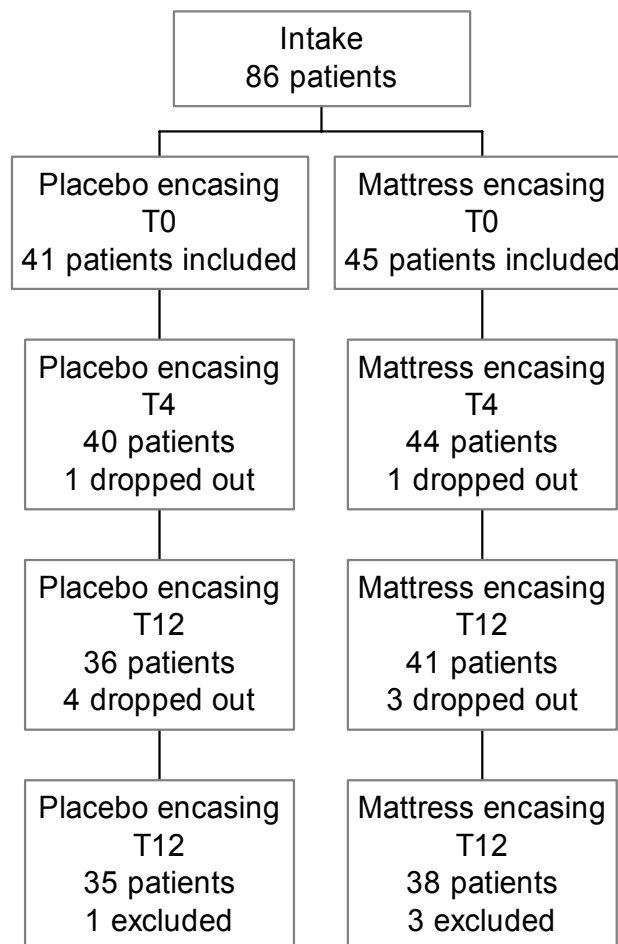 Intake
86 patients
Placebo encasing
T0
41 patients included
Mattress encasing
T0
45 patients included
Placebo encasing
T4
40 patients
1 dropped out
Mattress encasing
T4
44 patients
1 dropped out
Placebo encasing
T12
36 patients
4 dropped out
Mattress encasing
T12
41 patients
3 dropped out
Placebo encasing
T12
35 patients
1 excluded
Mattress encasing
T12
38 patients
3 excluded